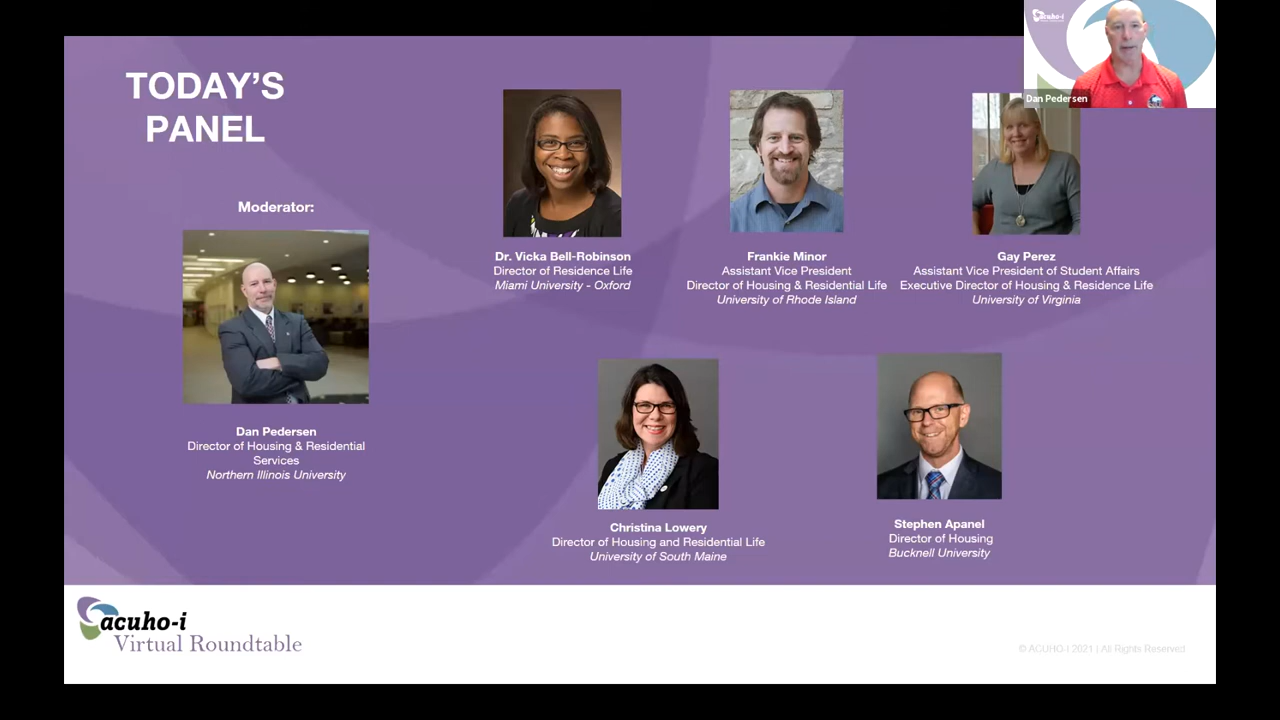 acuho-i
Dan Pedersen
TODAY'S
PANEL
Moderator:
Dan Pedersen
Director of Housing & Residential
Services
Northern Illinois University
Dr. Vicka Bell-Robinson
Director of Residence Life
Miami University - Oxford
Frankie Minor
Assistant Vice President
Director of Housing & Residential Life
University of Rhode Island
Gay Perez
Assistant Vice President of Student Affairs
Executive Director of Housing & Residence Life
University of Virginia
Christina Lowery
Director of Housing and Residential Life
University of South Maine
Stephen Apanel
Director of Housing
Bucknell University
acuho-i
Virtual Roundtable
© ACUHO-I 2021 | All Rights Reserved